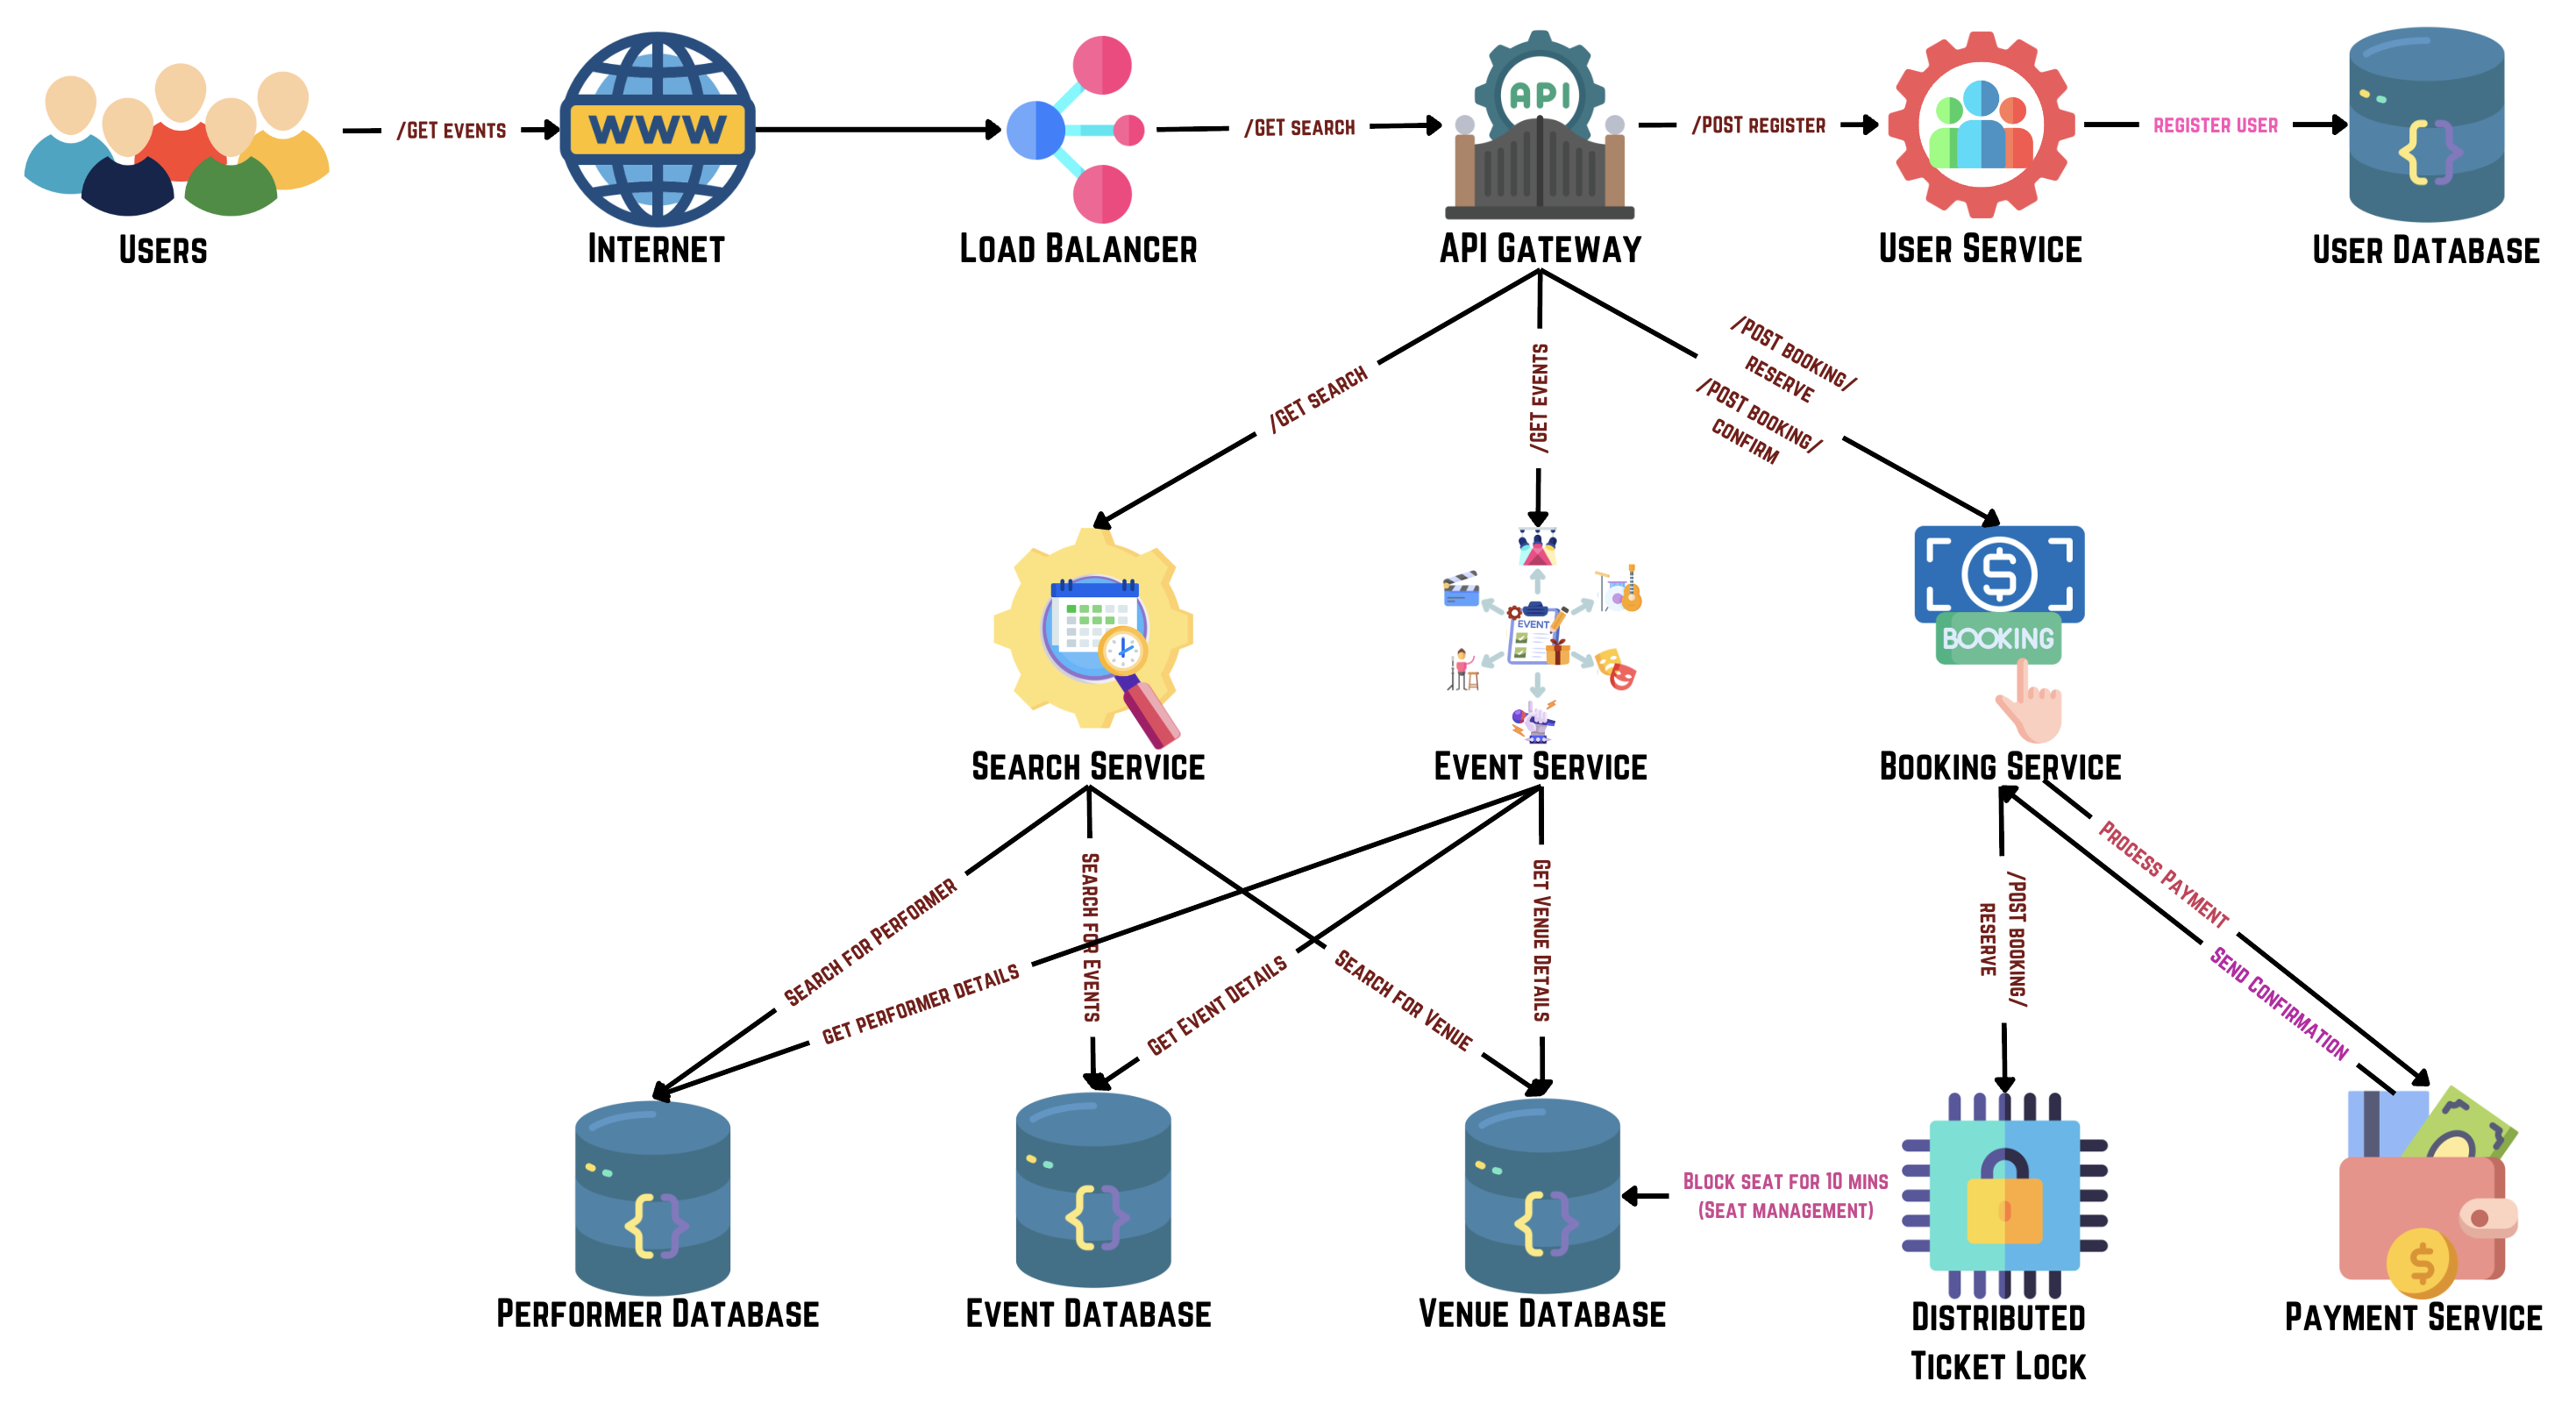 /GET EVENTS
WWW
/GET SEARCH
API
/POST REGISTER
REGISTER USER
USERS
INTERNET
LOAD BALANCER
API GATEWAY
USER SERVICE
USER DATABASE
/GET SEARCH
/GET EVENTS
/POST BOOKING/
RESERVE
/POST BOOKING/
CONFIRM
EVENT
BOOKING
SEARCH SERVICE
EVENT SERVICE
BOOKING SERVICE
SEARCH FOR PERFORMER
SEARCH FOR EVENTS
SEARCH FOR VENUE
GET PERFORMER DETAILS
GET EVENT DETAILS
GET VENUE DETAILS
/POST BOOKING/
RESERVE
PROCESS PAYMENT
SEND CONFIRMATION
BLOCK SEAT FOR 10 MINS
(SEAT MANAGEMENT)
PERFORMER DATABASE
EVENT DATABASE
VENUE DATABASE
DISTRIBUTED
TICKET LOCK
PAYMENT SERVICE